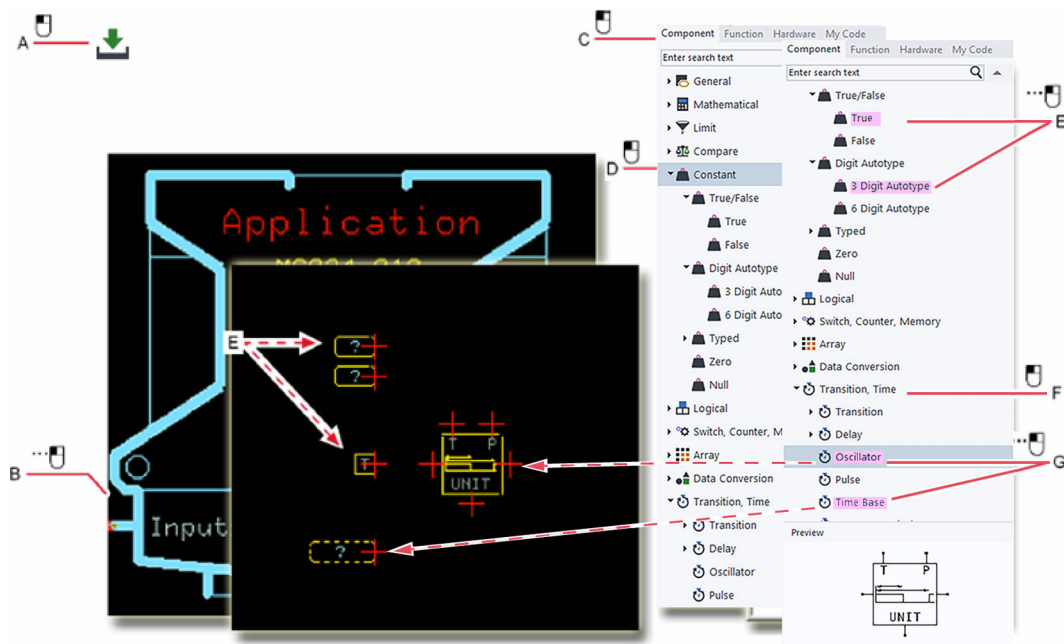 A
C
Component Function Hardware My Code
Enter search text
General
Mathematical
Limit
Compare
D
Constant
True/False
True
False
Digit Autotype
3 Digit Auto
6 Digit Auto
Typed
Zero
Null
Logical
Switch, Counter, M
Array
Data Conversion
Transition, Time
Transition
Delay
Oscillator
Pulse
Component Function Hardware My Code
Enter search text
True/False
True
E
False
Digit Autotype
3 Digit Autotype
6 Digit Autotype
Typed
Zero
Null
Logical
Switch, Counter, Memory
Array
Data Conversion
Transition, Time
F
Transition
Delay
Oscillator
G
Pulse
Time Base
Preview
T P
UNIT
Application
E
?
?
T
T P
UNIT
?
B
Input